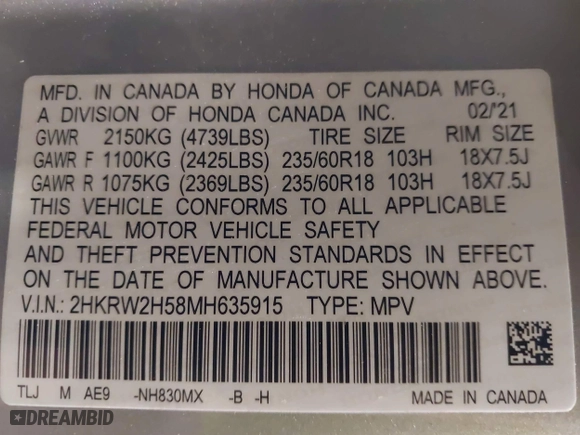 MFD. IN CANADA BY HONDA OF CANADA MFG.,
A DIVISION OF HONDA CANADA INC. 02/'21
GVWR 2150KG (4739LBS) TIRE SIZE RIM SIZE
GAWR F 1100KG (2425LBS) 235/60R18 103H 18X7.5J
GAWR R 1075KG (2369LBS) 235/60R18 103H 18X7.5J
THIS VEHICLE CONFORMS TO ALL APPLICABLE
FEDERAL MOTOR VEHICLE SAFETY
AND THEFT PREVENTION STANDARDS IN EFFECT
ON THE DATE OF MANUFACTURE SHOWN ABOVE.
V.I.N.: 2HKRW2H58MH635915 TYPE: MPV
TLJ M AE9 -NH830MX -B -H MADE IN CANADA
DREAMBID